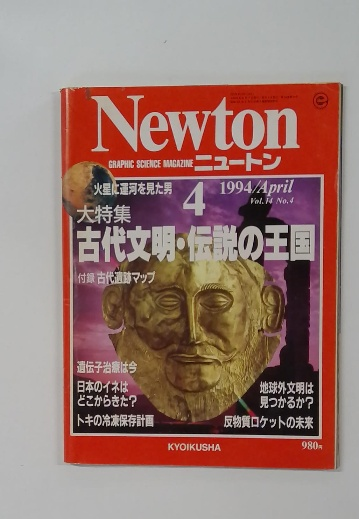 Newton
GRAPHIC SCIENCE MAGAZINE ニュートン
火星に運河を見た男
4
1994/April
Vol.14 No.4
大特集
古代文明・伝説の王国
付録 古代遺跡マップ
遺伝子治療は今
日本のイネは
どこからきた?
トキの冷凍保存計画
地球外文明は
見つかるか?
反物質ロケットの未来
KYOIKUSHA
980円